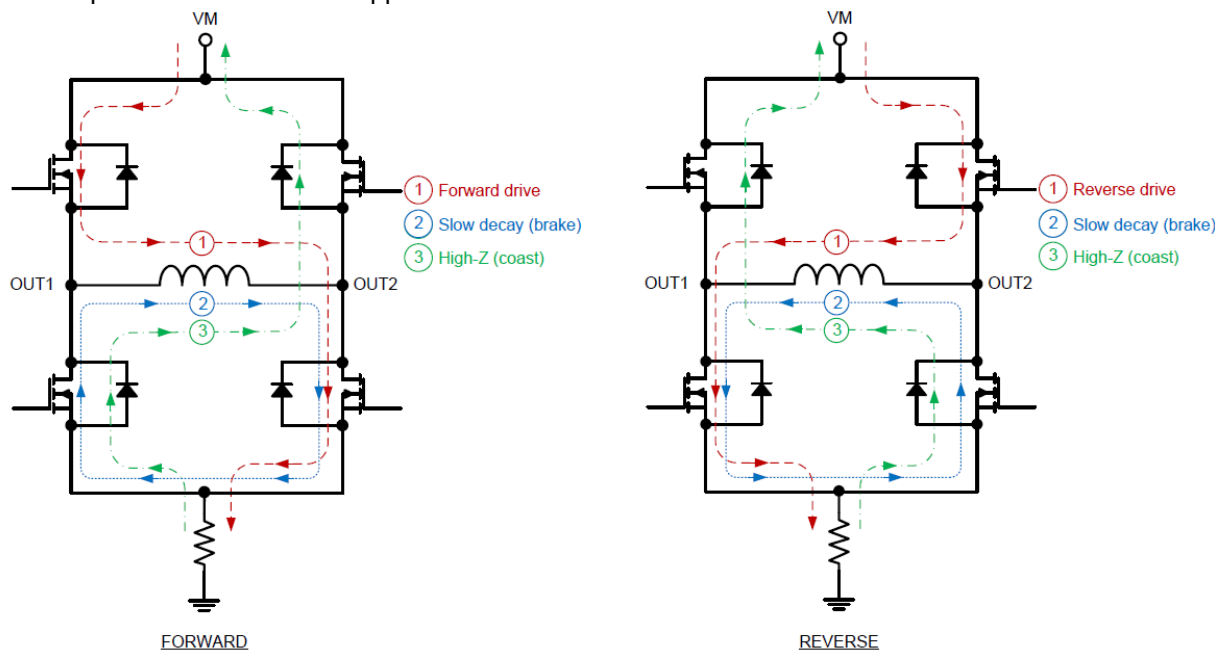 VM
1 Forward drive
2 Slow decay (brake)
3 High-Z (coast)
1
OUT1
OUT2
2
3
FORWARD
VM
1 Reverse drive
2 Slow decay (brake)
3 High-Z (coast)
1
OUT1
OUT2
2
3
REVERSE